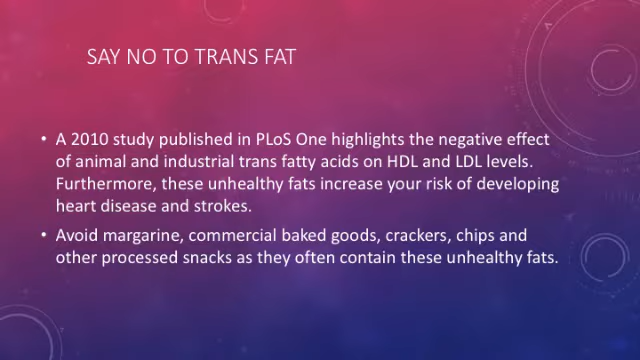 SAY NO TO TRANS FAT
• A 2010 study published in PLoS One highlights the negative effect
of animal and industrial trans fatty acids on HDL and LDL levels.
Furthermore, these unhealthy fats increase your risk of developing
heart disease and strokes.
• Avoid margarine, commercial baked goods, crackers, chips and
other processed snacks as they often contain these unhealthy fats.